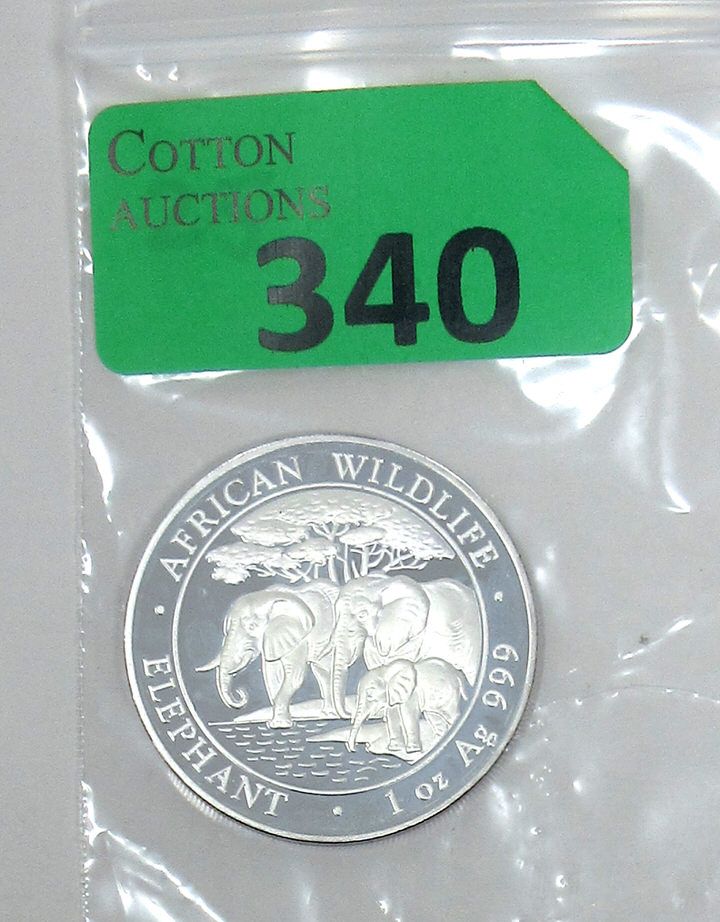 COTTON
AUCTIONS
340
AFRICAN WILDLIFE
ELEPHANT
1 oz Ag 999